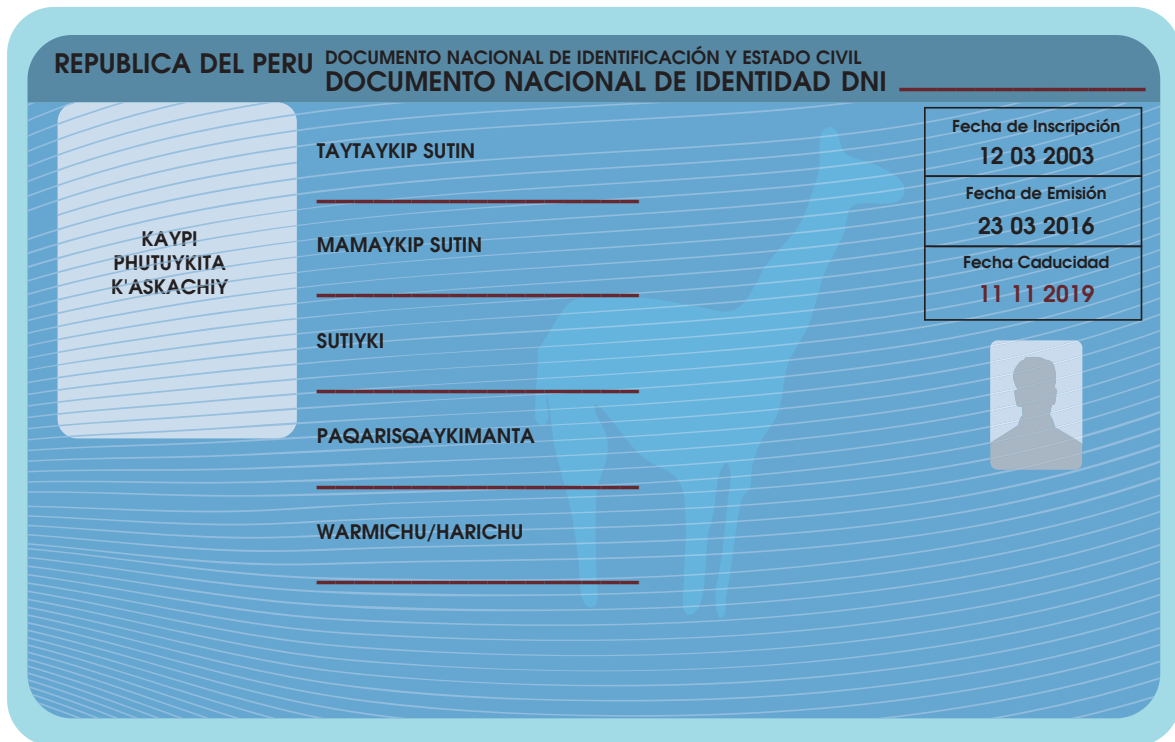 REPUBLICA DEL PERU
DOCUMENTO NACIONAL DE IDENTIFICACIÓN Y ESTADO CIVIL
DOCUMENTO NACIONAL DE IDENTIDAD DNI
KAYPI
PHUTUYKITA
K'ASKACHIY
TAYTAYKIP SUTIN
MAMAYKIP SUTIN
SUTIYKI
PAQARISQAYKIMANTA
WARMICHU/HARICHU
Fecha de Inscripción
12 03 2003
Fecha de Emisión
23 03 2016
Fecha Caducidad
11 11 2019